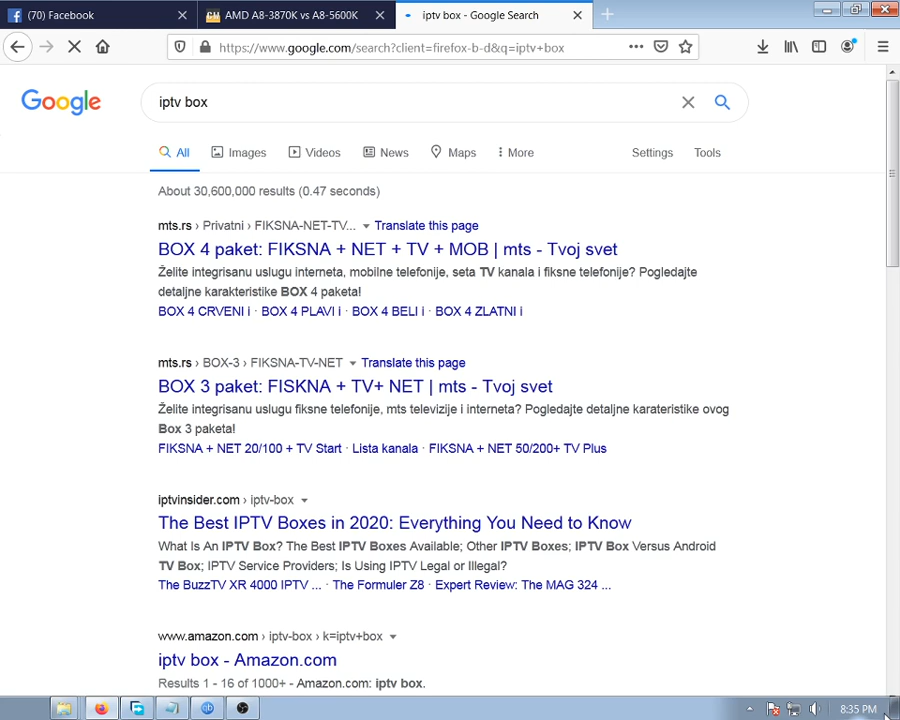 (70) Facebook
AMD A8-3870K vs A8-5600K
iptv box - Google Search
https://www.google.com/search?client=firefox-b-d&q=iptv+box
Google
iptv box
All
Images
Videos
News
Maps
More
Settings
Tools
About 30,600,000 results (0.47 seconds)
mts.rs › Privatni › FIKSNA-NET-TV... Translate this page
BOX 4 paket: FIKSNA + NET + TV + MOB | mts - Tvoj svet
Želite integrisanu uslugu interneta, mobilne telefonije, seta TV kanala i fiksne telefonije? Pogledajte
detaljne karakteristike BOX 4 paketa!
BOX 4 CRVENI i · BOX 4 PLAVI i · BOX 4 BELI i · BOX 4 ZLATNI i
mts.rs › BOX-3 › FIKSNA-TV-NET Translate this page
BOX 3 paket: FISKNA + TV+ NET | mts - Tvoj svet
Želite integrisanu uslugu fiksne telefonije, mts televizije i interneta? Pogledajte detaljne karateristike ovog
Box 3 paketa!
FIKSNA + NET 20/100 + TV Start · Lista kanala · FIKSNA + NET 50/200+ TV Plus
iptvinsider.com › iptv-box
The Best IPTV Boxes in 2020: Everything You Need to Know
What Is An IPTV Box? The Best IPTV Boxes Available; Other IPTV Boxes; IPTV Box Versus Android
TV Box; IPTV Service Providers; Is Using IPTV Legal or Illegal?
The BuzzTV XR 4000 IPTV ... · The Formuler Z8 · Expert Review: The MAG 324 ...
www.amazon.com › iptv-box › k=iptv+box
iptv box - Amazon.com
Results 1 - 16 of 1000+ - Amazon.com: iptv box.
8:35 PM